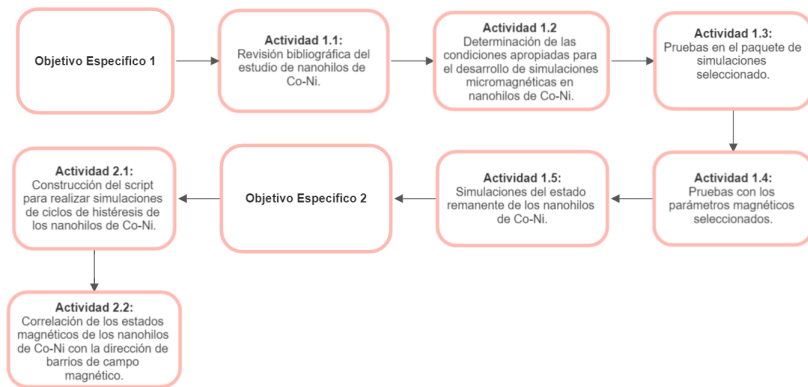 Objetivo Especifico 1
Actividad 1.1:
Revisión bibliográfica del
estudio de nanohilos de
Co-Ni.
Actividad 1.2
Determinación de las
condiciones apropiadas para
el desarrollo de simulaciones
micromagnéticas en
nanohilos de Co-Ni.
Actividad 1.3:
Pruebas en el paquete de
simulaciones
seleccionado.
Actividad 1.4:
Pruebas con los
parámetros magnéticos
seleccionados.
Actividad 1.5:
Simulaciones del estado
remanente de los nanohilos
de Co-Ni.
Objetivo Especifico 2
Actividad 2.1:
Construcción del script
para realizar simulaciones
de ciclos de histéresis de
los nanohilos de Co-Ni.
Actividad 2.2:
Correlación de los estados
magnéticos de los nanohilos
de Co-Ni con la dirección de
barrios de campo
magnético.